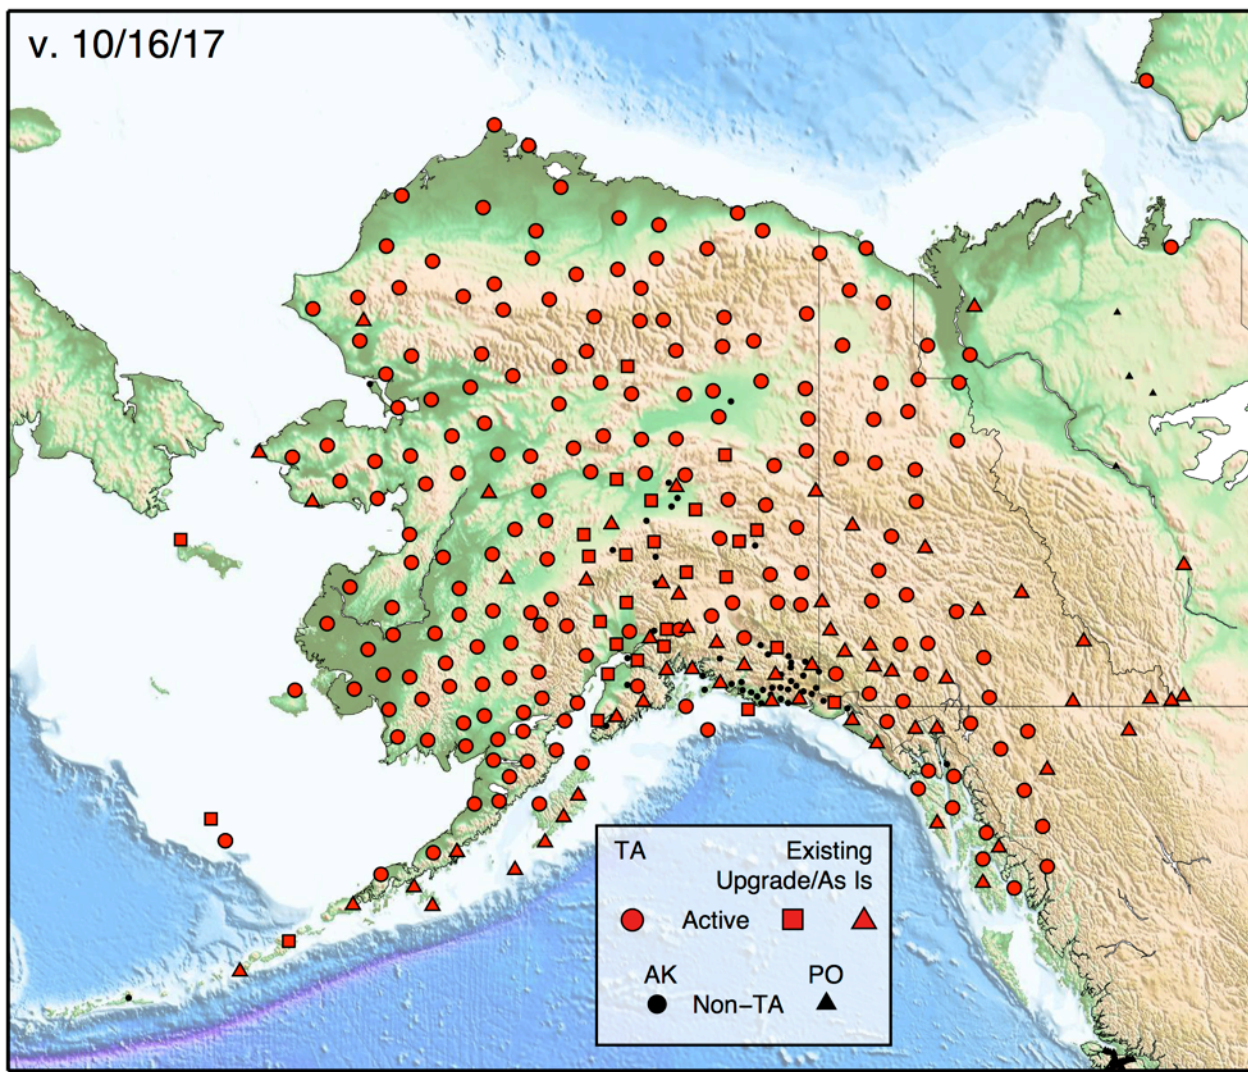 v. 10/16/17
TA Existing
Upgrade/As Is
Active
AK PO
Non-TA